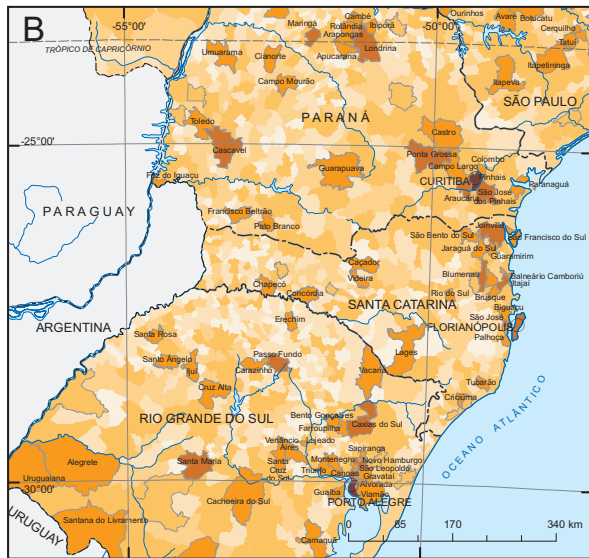 B
-55°00'
-50°00'
TRÓPICO DE CAPRICÓRNIO
Maringá
Cambé
Rolândia
Ibiporã
Arapongas
Londrina
Apucarana
Ourinhos
Avaré
Botucatu
Cerquilho
Tatuí
Itapetininga
Itapeva
SÃO PAULO
Umuarama
Cianorte
Campo Mourão
PARANÁ
-25°00'
-25°00'
Toledo
Cascavel
Foz do Iguaçu
Guarapuava
Castro
Ponta Grossa
Campo Largo
Colombo
CURITIBA
Pinhais
Araucária
São José
dos Pinhais
Paranaguá
PARAGUAY
Francisco Beltrão
Pato Branco
São Bento do Sul
Joinville
São Francisco do Sul
Jaraguá do Sul
Guaramirim
Caçador
Videira
Blumenau
Balneário Camboriú
Itajaí
Rio do Sul
Brusque
Chapecó
Concórdia
SANTA CATARINA
Biguaçu
São José
FLORIANÓPOLIS
Palhoça
ARGENTINA
Erechim
Santa Rosa
Santo Ângelo
Ijuí
Passo Fundo
Carazinho
Cruz Alta
Lages
Vacaria
Tubarão
Criciuma
OCEANO ATLÂNTICO
RIO GRANDE DO SUL
Bento Gonçalves
Farroupilha
Caxias do Sul
Venâncio
Aires
Lajeado
Sapiranga
Santa Maria
Santa
Cruz
do Sul
Montenegro
Novo Hamburgo
São Leopoldo
Triunfo
Canoas
Gravataí
Alvorada
Guaíba
Viamão
PORTO ALEGRE
Alegrete
Uruguaiana
-30°00'
-30°00'
Cachoeira do Sul
Santana do Livramento
URUGUAY
Camaquã
0 85 170 340 km